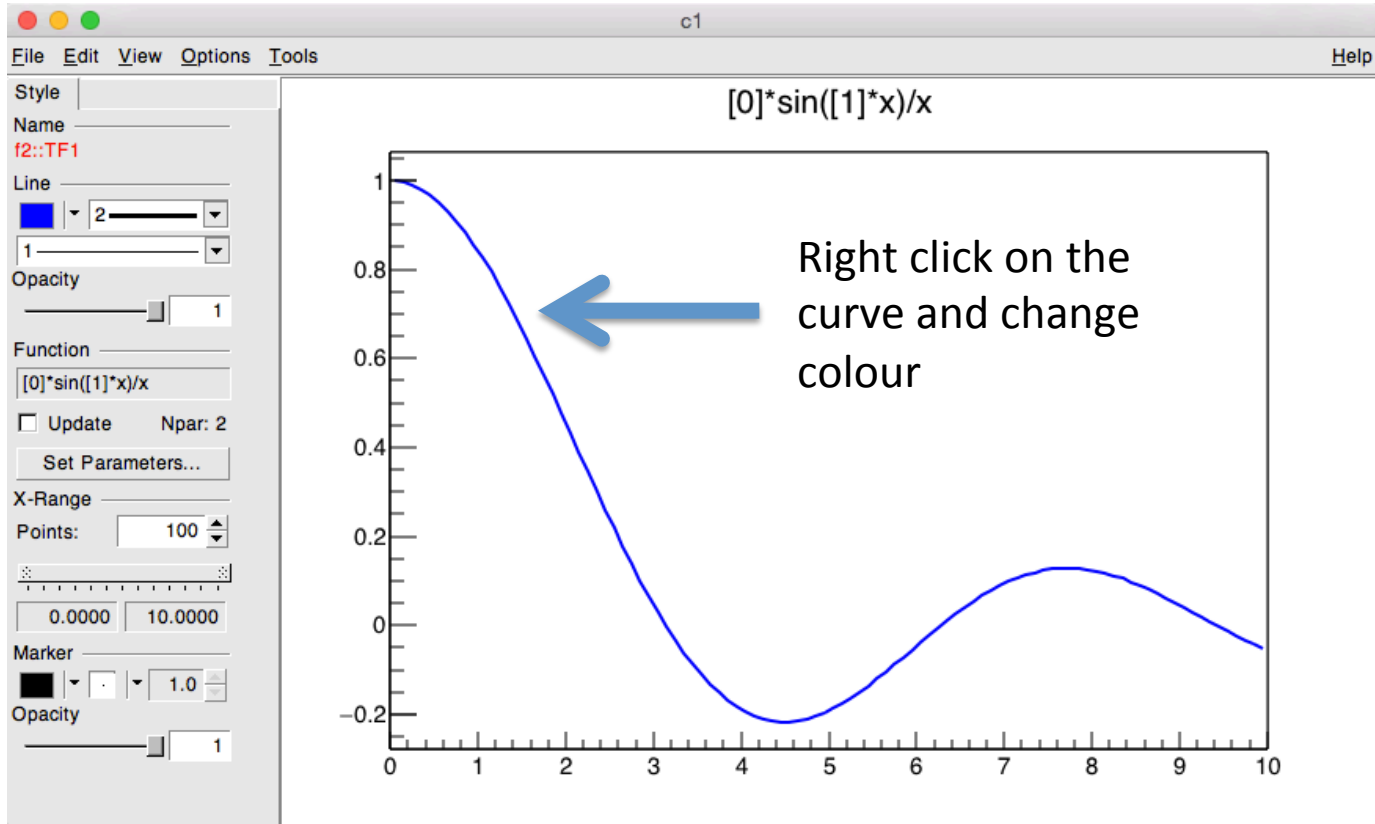 c1
File Edit View Options Tools Help
Style
Name
f2::TF1
Line
2
1
Opacity
1
Function
[0]*sin([1]*x)/x
Update Npar: 2
Set Parameters...
X-Range
Points: 100
0.0000 10.0000
Marker
1.0
Opacity
1
[0]*sin([1]*x)/x
1
0.8
0.6
0.4
0.2
0
−0.2
0 1 2 3 4 5 6 7 8 9 10
Right click on the
curve and change
colour